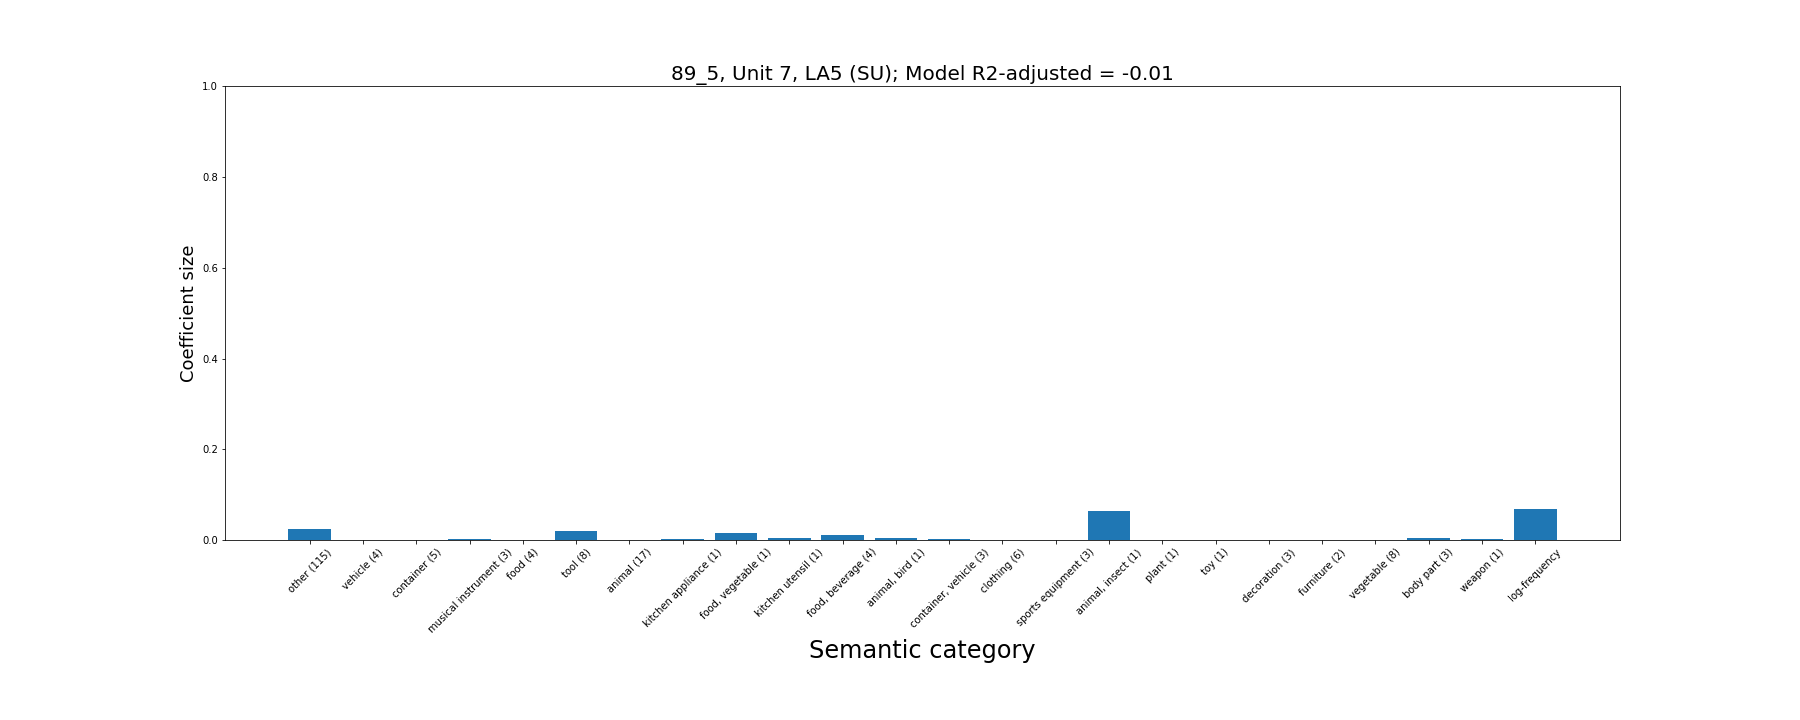 89_5, Unit 7, LA5 (SU); Model R2-adjusted = -0.01
1.0
0.8
0.6
0.4
0.2
0.0
Coefficient size
other (115)
vehicle (4)
container (5)
musical instrument (3)
food (4)
tool (8)
animal (17)
kitchen appliance (1)
food, vegetable (1)
kitchen utensil (1)
food, beverage (4)
animal, bird (1)
container, vehicle (3)
clothing (6)
sports equipment (3)
animal, insect (1)
plant (1)
toy (1)
decoration (3)
furniture (2)
vegetable (8)
body part (3)
weapon (1)
log-frequency
Semantic category